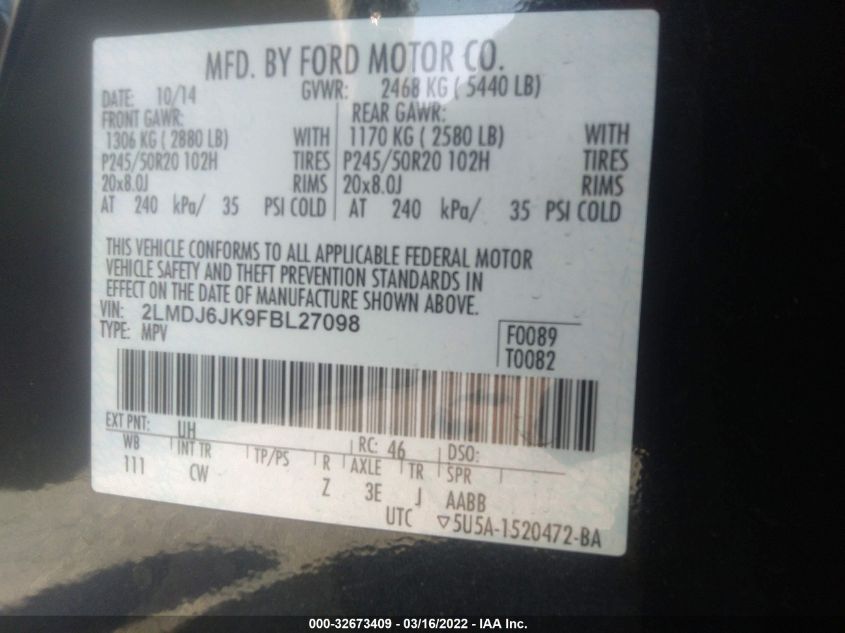 MFD. BY FORD MOTOR CO.
DATE: 10/14 GVWR: 2468 KG ( 5440 LB)
FRONT GAWR: REAR GAWR:
1306 KG ( 2880 LB) WITH 1170 KG ( 2580 LB) WITH
P245/50R20 102H TIRES P245/50R20 102H TIRES
20x8.0J RIMS 20x8.0J RIMS
AT 240 kPa/ 35 PSI COLD AT 240 kPa/ 35 PSI COLD
THIS VEHICLE CONFORMS TO ALL APPLICABLE FEDERAL MOTOR
VEHICLE SAFETY AND THEFT PREVENTION STANDARDS IN
EFFECT ON THE DATE OF MANUFACTURE SHOWN ABOVE.
VIN: 2LMDJ6JK9FBL27098
TYPE: MPV
F0089
T0082
EXT PNT: UH RC: 46 DSO:
WB INT TR TP/PS R AXLE TR SPR
111 CW Z 3E J AABB
UTC ▽5U5A-1520472-BA
000-32673409 - 03/16/2022 - IAA Inc.